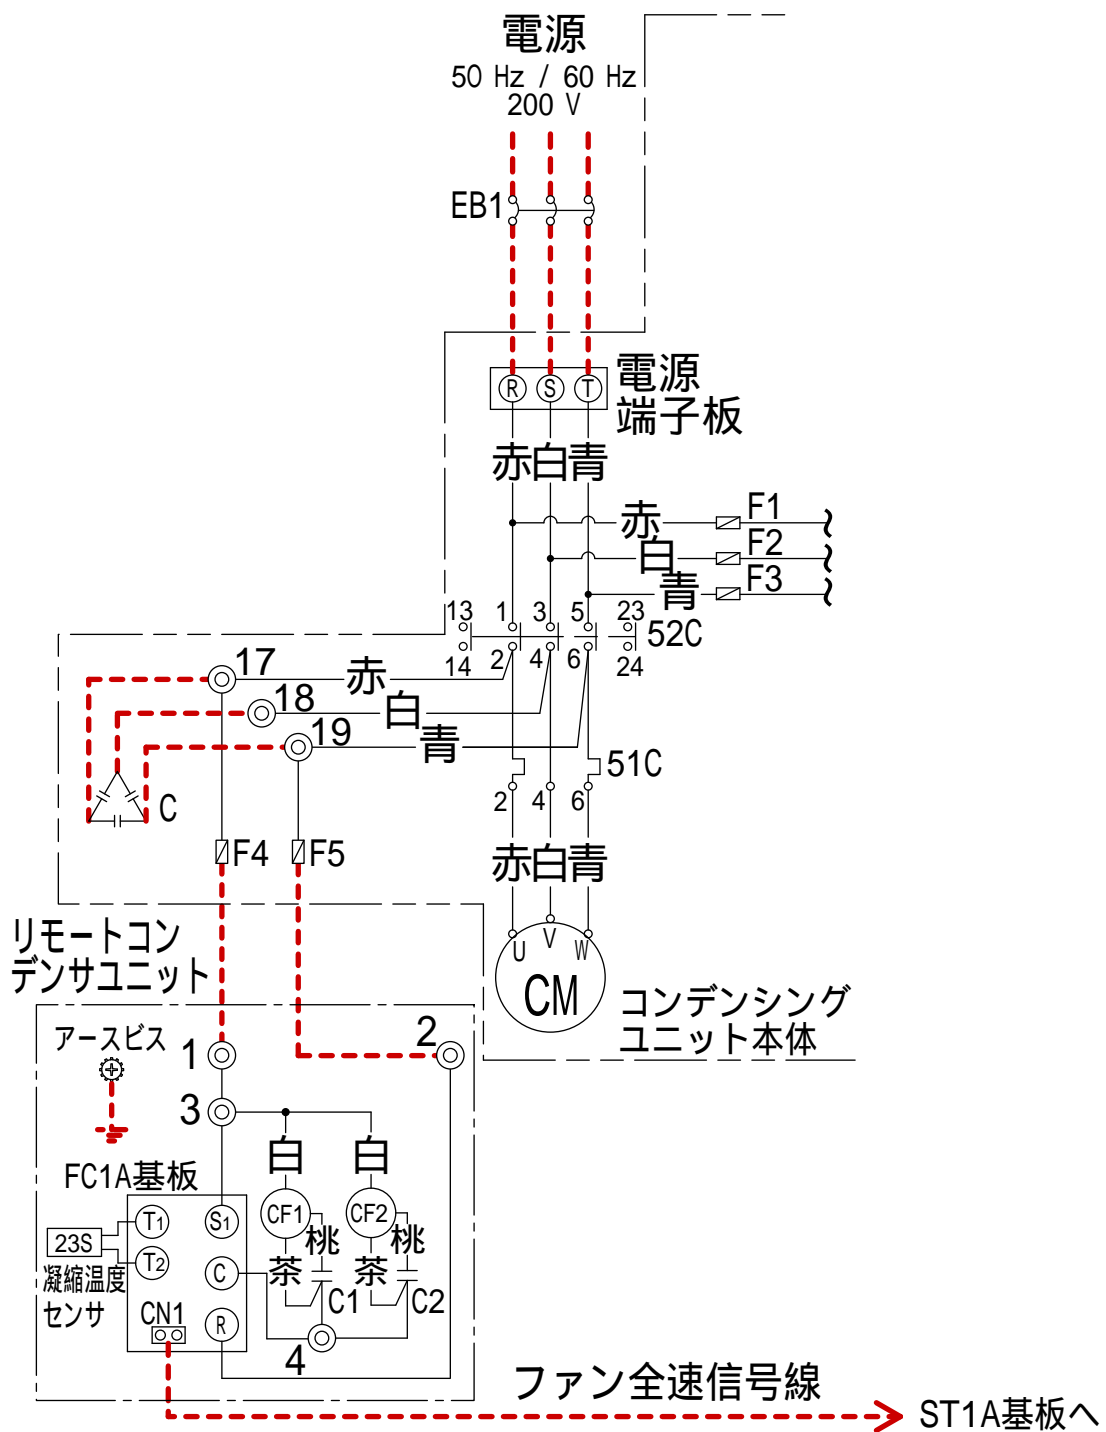 電源
50 Hz / 60 Hz
200 V
EB1
電源
端子板
R S T
赤 白 青
赤 F1
白 F2
青 F3
13 1 3 5 23
52C
14 2 4 6 24
17 赤
18 白
19 青
51C
C
2 4 6
F4 F5
赤 白 青
U V W
CM
リモートコン
デンサユニット
コンデンシング
ユニット本体
アースビス
1 2
3
白 白
FC1A基板
T1 S1 CF1 CF2
23S T2 C 桃 桃
茶 茶
凝縮温度
センサ
C1 C2
CN1 R
4
ファン全速信号線
ST1A基板へ